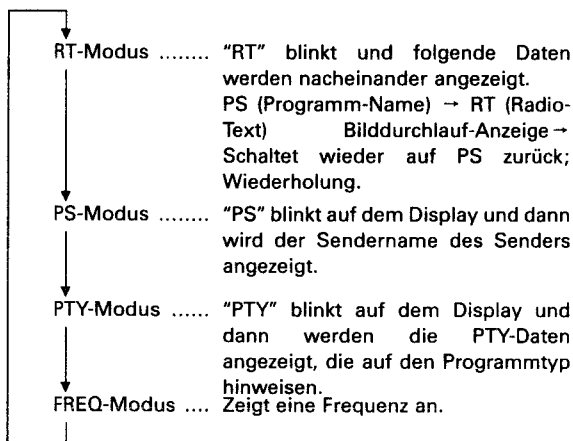 RT-Modus ........ "RT" blinkt und folgende Daten
werden nacheinander angezeigt.
PS (Programm-Name) → RT (Radio-
Text) Bilddurchlauf-Anzeige→
Schaltet wieder auf PS zurück;
Wiederholung.
PS-Modus ........ "PS" blinkt auf dem Display und dann
wird der Sendername des Senders
angezeigt.
PTY-Modus ...... "PTY" blinkt auf dem Display und
dann werden die PTY-Daten
angezeigt, die auf den Programmtyp
hinweisen.
FREQ-Modus .... Zeigt eine Frequenz an.